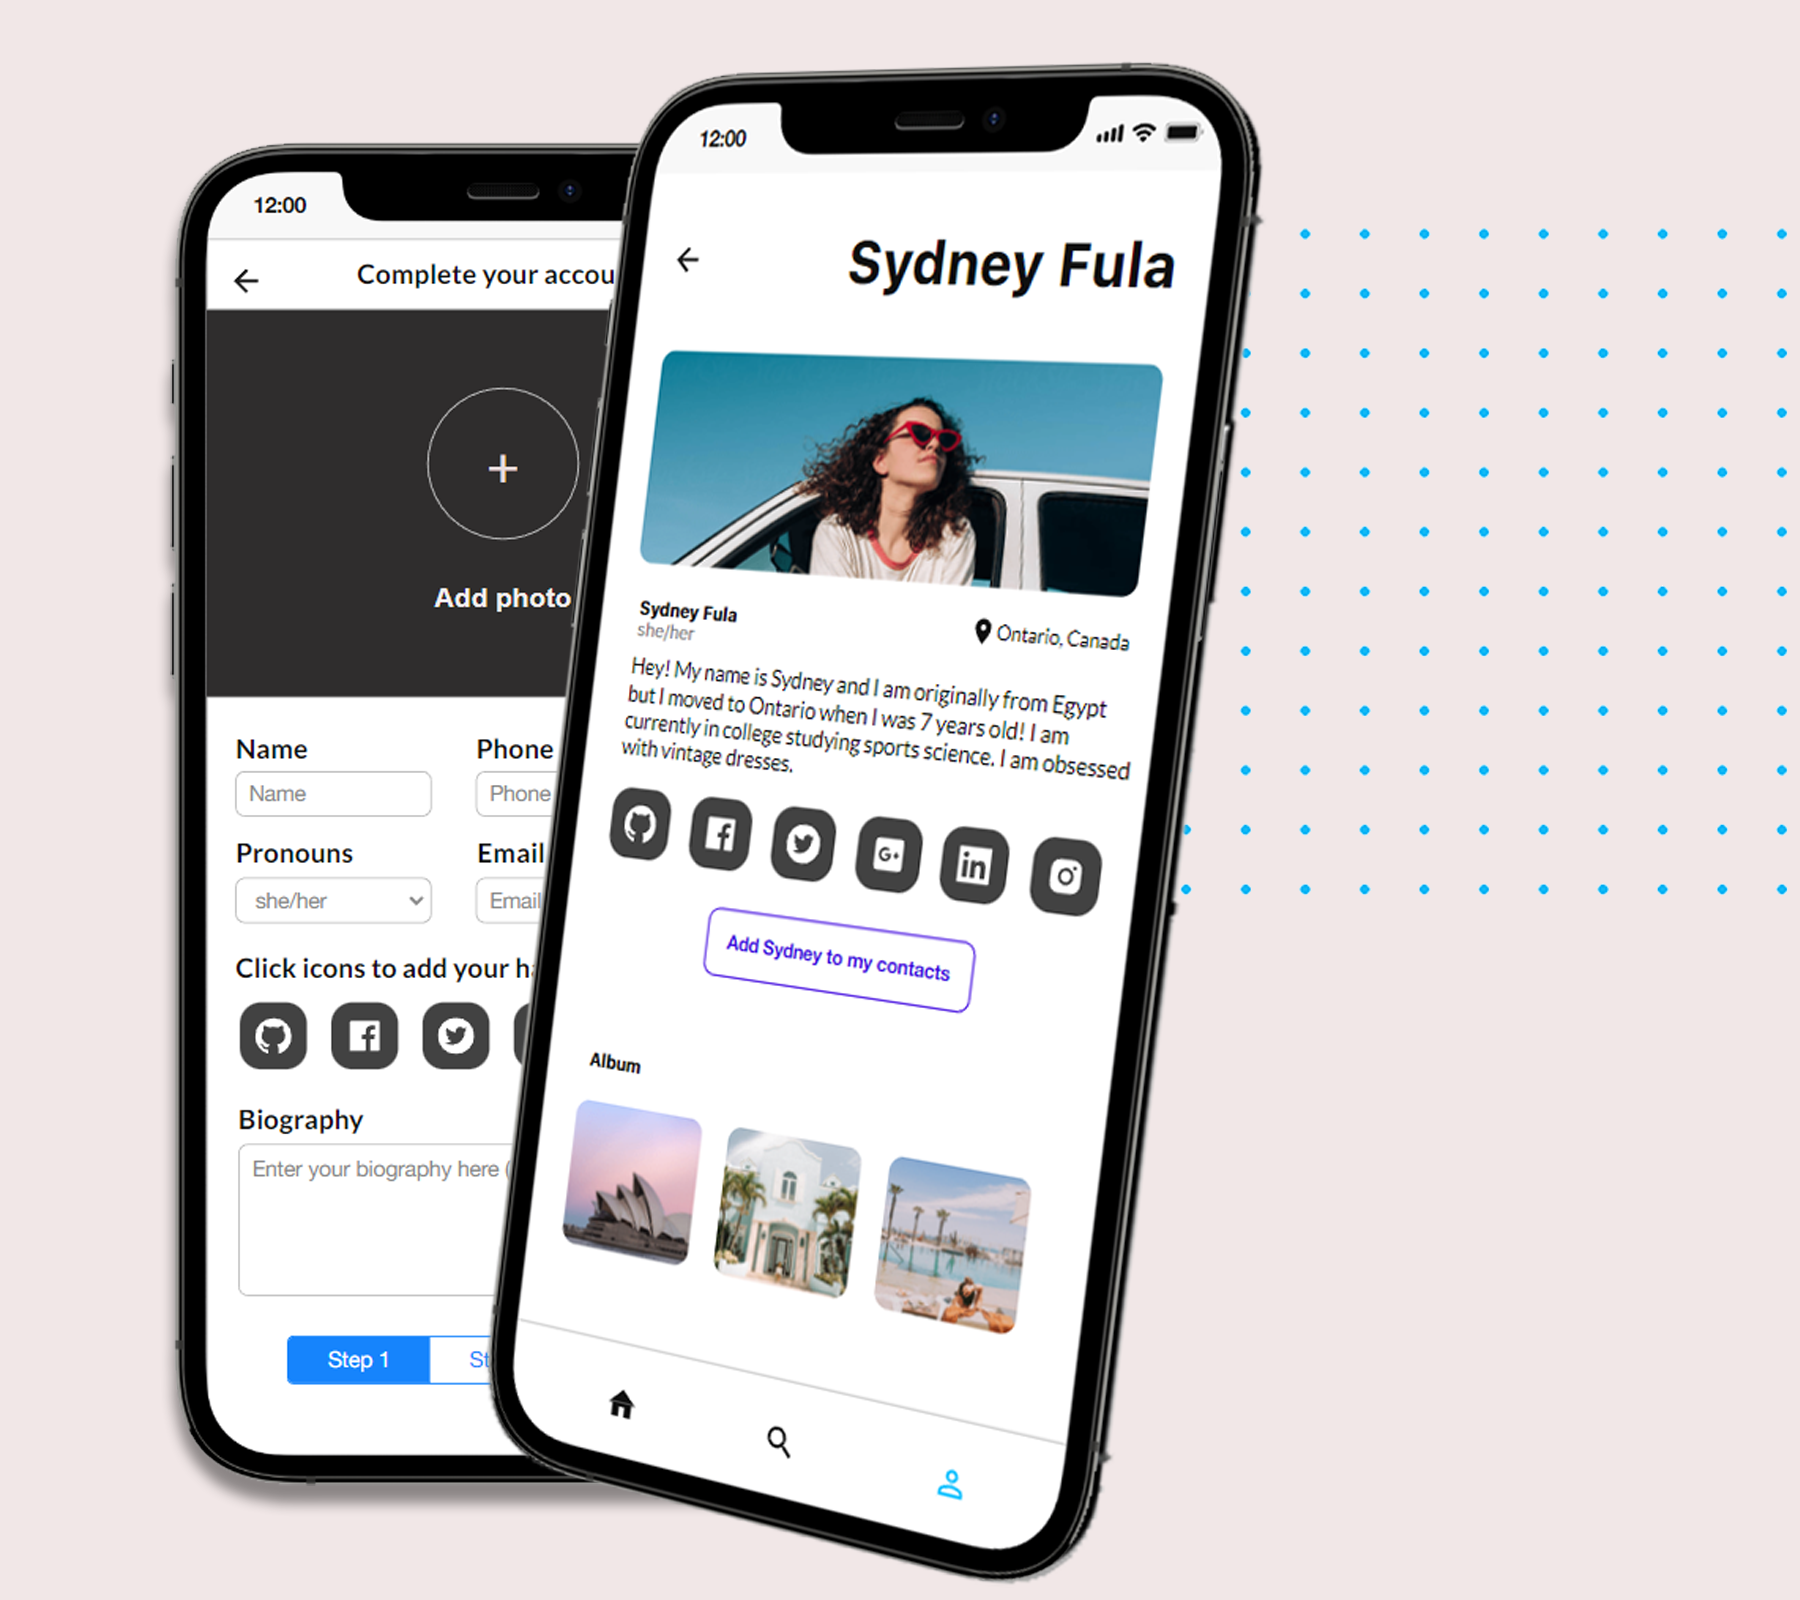 12:00
Complete your accou
+
Add photo
Name
Phone
Name
Phone
Pronouns
Email
she/her
Email
Click icons to add your h
Biography
Enter your biography here (
Step 1
St
12:00
Sydney Fula
Sydney Fula
she/her
Ontario, Canada
Hey! My name is Sydney and I am originally from Egypt
but I moved to Ontario when I was 7 years old! I am
currently in college studying sports science. I am obsessed
with vintage dresses.
G+
in
Add Sydney to my contacts
Album